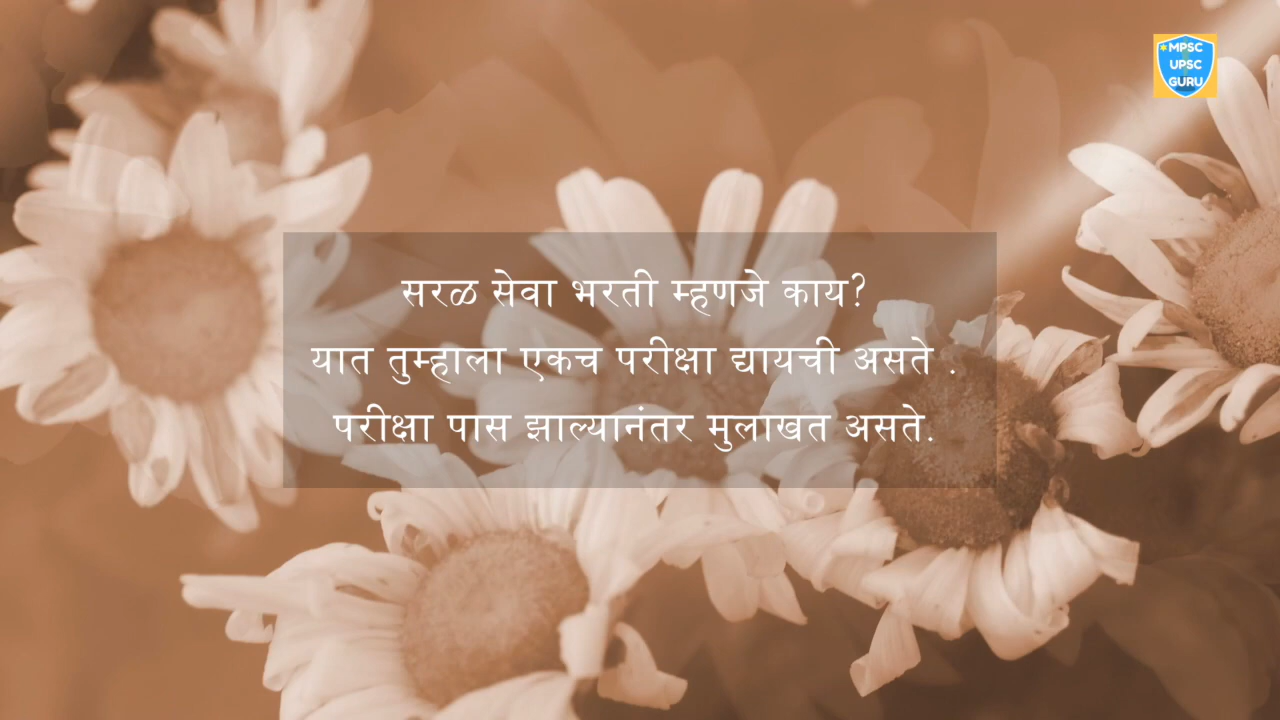 MPSC
UPSC
GURU
सरळ सेवा भरती म्हणजे काय?
यात तुम्हाला एकच परीक्षा द्यायची असते .
परीक्षा पास झाल्यानंतर मुलाखत असते.